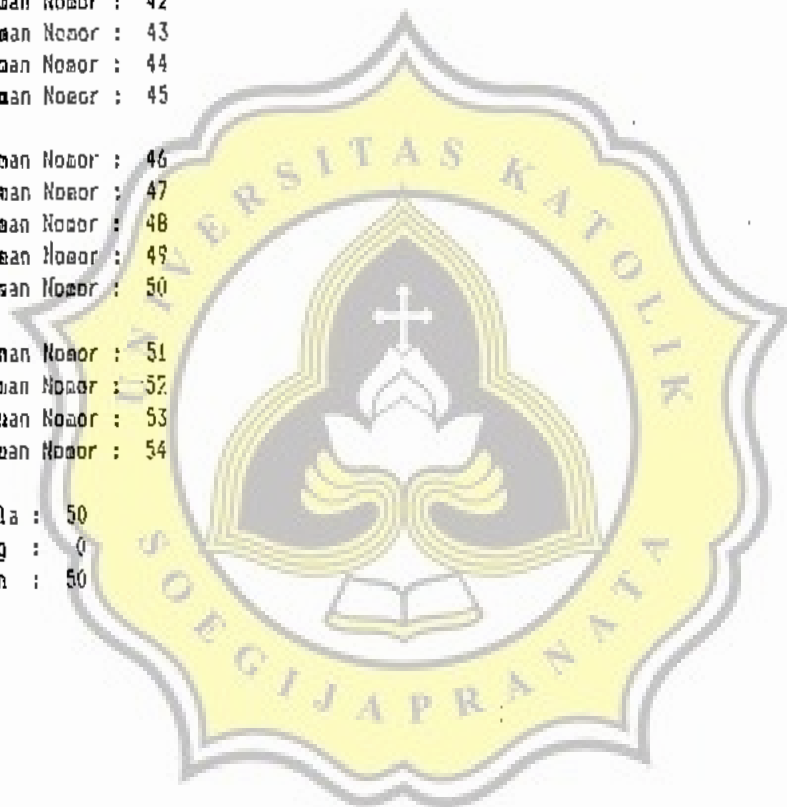 man Nomor : 42
man Nomor : 43
man Nomor : 44
man Nomor : 45
man Nomor : 46
man Nomor : 47
man Nomor : 48
man Nomor : 49
man Nomor : 50
man Nomor : 51
man Nomor : 52
man Nomor : 53
man Nomor : 54
la : 50
g : 0
n : 50
UNIVERSITAS KATOLIK
SOEGIJAPRANATA